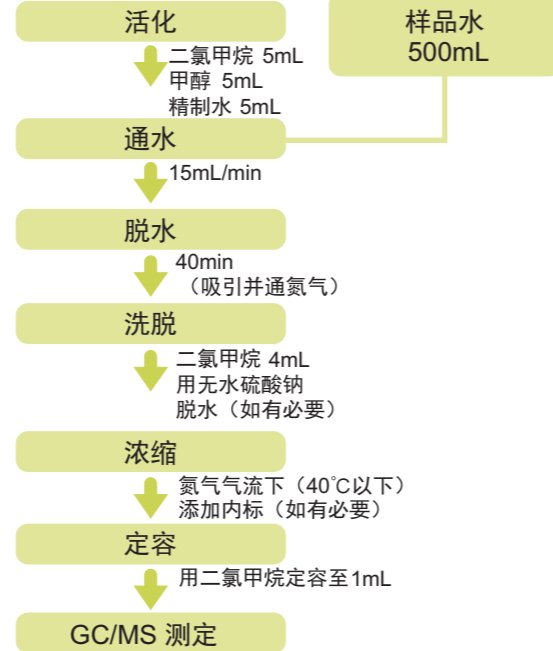 活化
样品水
500mL
二氯甲烷 5mL
甲醇 5mL
精制水 5mL
通水
15mL/min
脱水
40min
（吸引并通氮气）
洗脱
二氯甲烷 4mL
用无水硫酸钠
脱水（如有必要）
浓缩
氮气气流下（40℃以下）
添加内标（如有必要）
定容
用二氯甲烷定容至1mL
GC/MS 测定